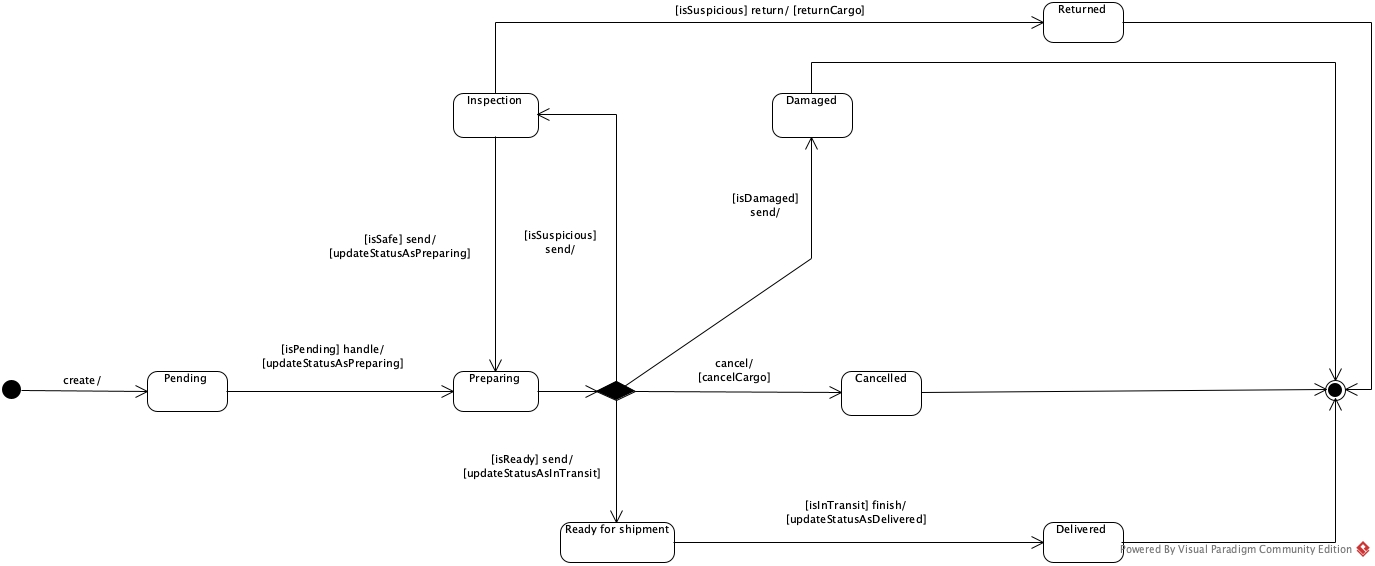 [isSuspicious] return/ [returnCargo]
Returned
Inspection
Damaged
[isDamaged]
send/
[isSafe] send/
[updateStatusAsPreparing]
[isSuspicious]
send/
[isPending] handle/
[updateStatusAsPreparing]
create/
Pending
Preparing
cancel/
[cancelCargo]
Cancelled
[isReady] send/
[updateStatusAsInTransit]
[isInTransit] finish/
[updateStatusAsDelivered]
Ready for shipment
Delivered
Powered By Visual Paradigm Community Edition